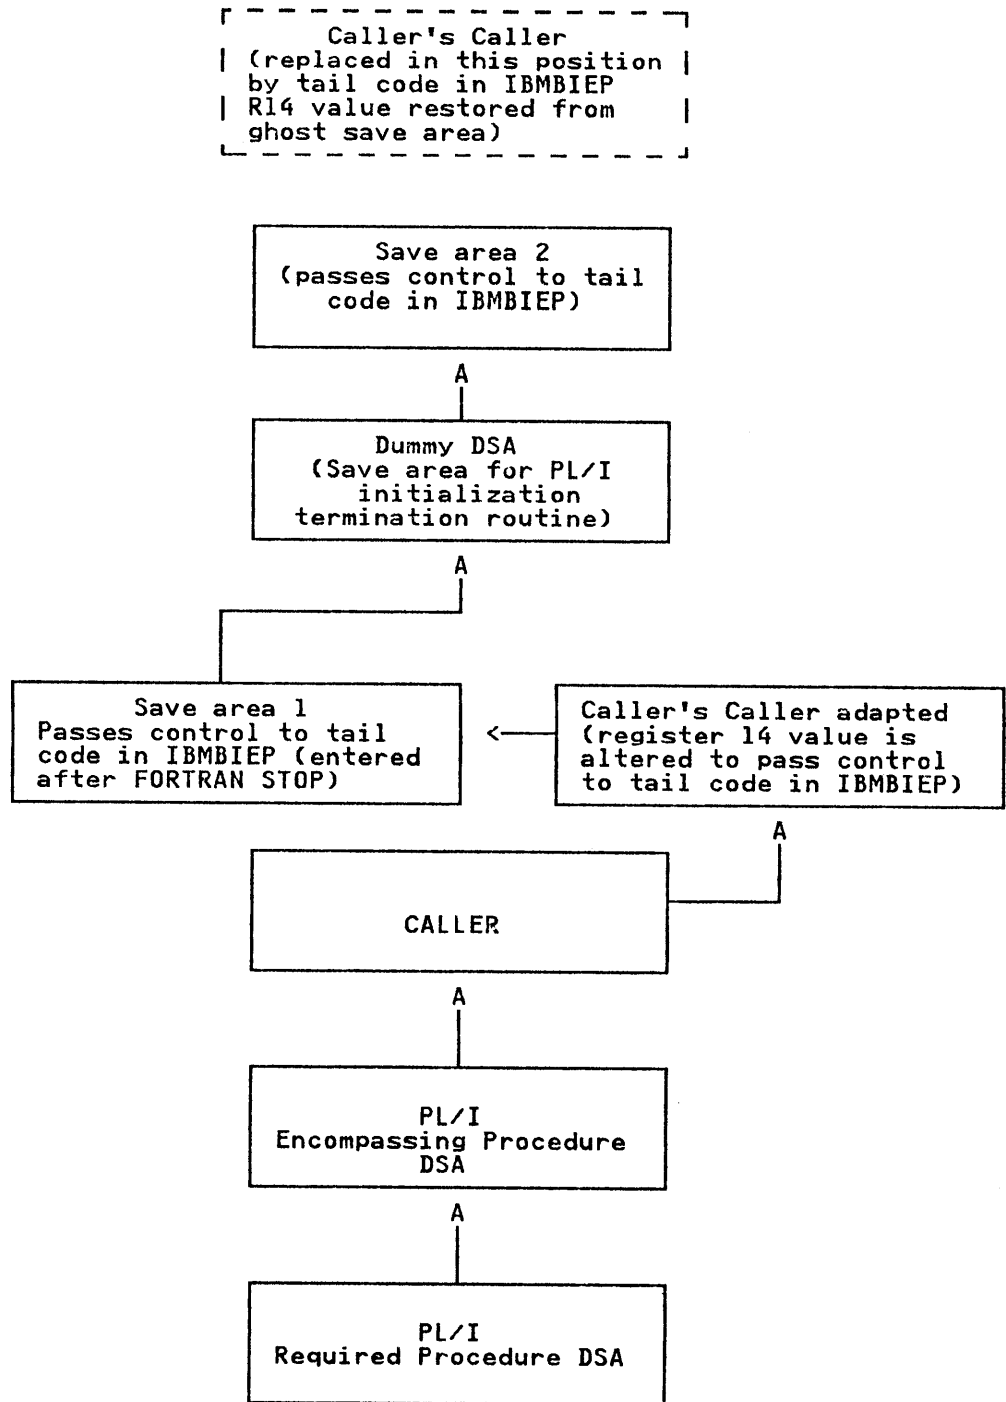 Caller's Caller
(replaced in this position
by tail code in IBMBIEP
R14 value restored from
ghost save area)
Save area 2
(passes control to tail
code in IBMBIEP)
A
Dummy DSA
(Save area for PL/I
initialization
termination routine)
A
Save area 1
Passes control to tail
code in IBMBIEP (entered
after FORTRAN STOP)
<
Caller's Caller adapted
(register 14 value is
altered to pass control
to tail code in IBMBIEP)
A
CALLER
A
PL/I
Encompassing Procedure
DSA
A
PL/I
Required Procedure DSA